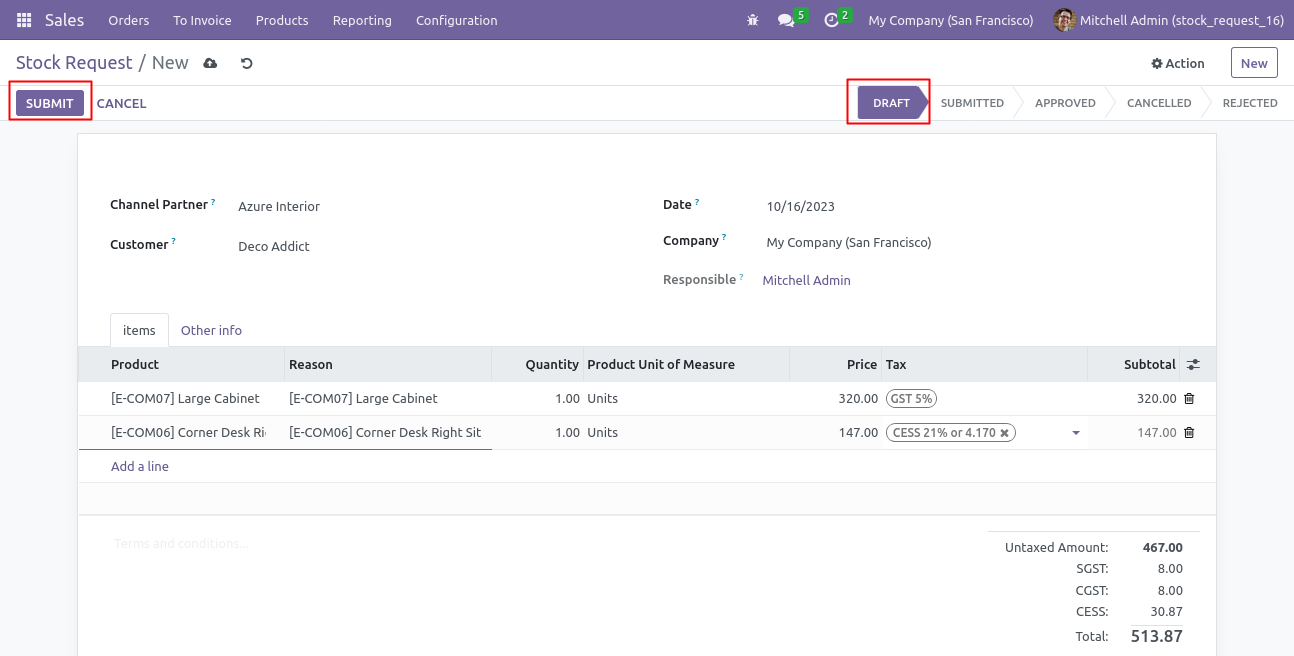 Sales Orders To Invoice Products Reporting Configuration 5 2 My Company (San Francisco) Mitchell Admin (stock_request_16)
Stock Request / New Action New
SUBMIT CANCEL DRAFT SUBMITTED APPROVED CANCELLED REJECTED
Channel Partner ? Azure Interior Date ? 10/16/2023
Customer ? Deco Addict Company ? My Company (San Francisco)
Responsible ? Mitchell Admin
items Other info
Product Reason Quantity Product Unit of Measure Price Tax Subtotal
[E-COM07] Large Cabinet [E-COM07] Large Cabinet 1.00 Units 320.00 GST 5% 320.00
[E-COM06] Corner Desk Ri [E-COM06] Corner Desk Right Sit 1.00 Units 147.00 CESS 21% or 4.170 147.00
Add a line
Terms and conditions...
Untaxed Amount: 467.00
SGST: 8.00
CGST: 8.00
CESS: 30.87
Total: 513.87